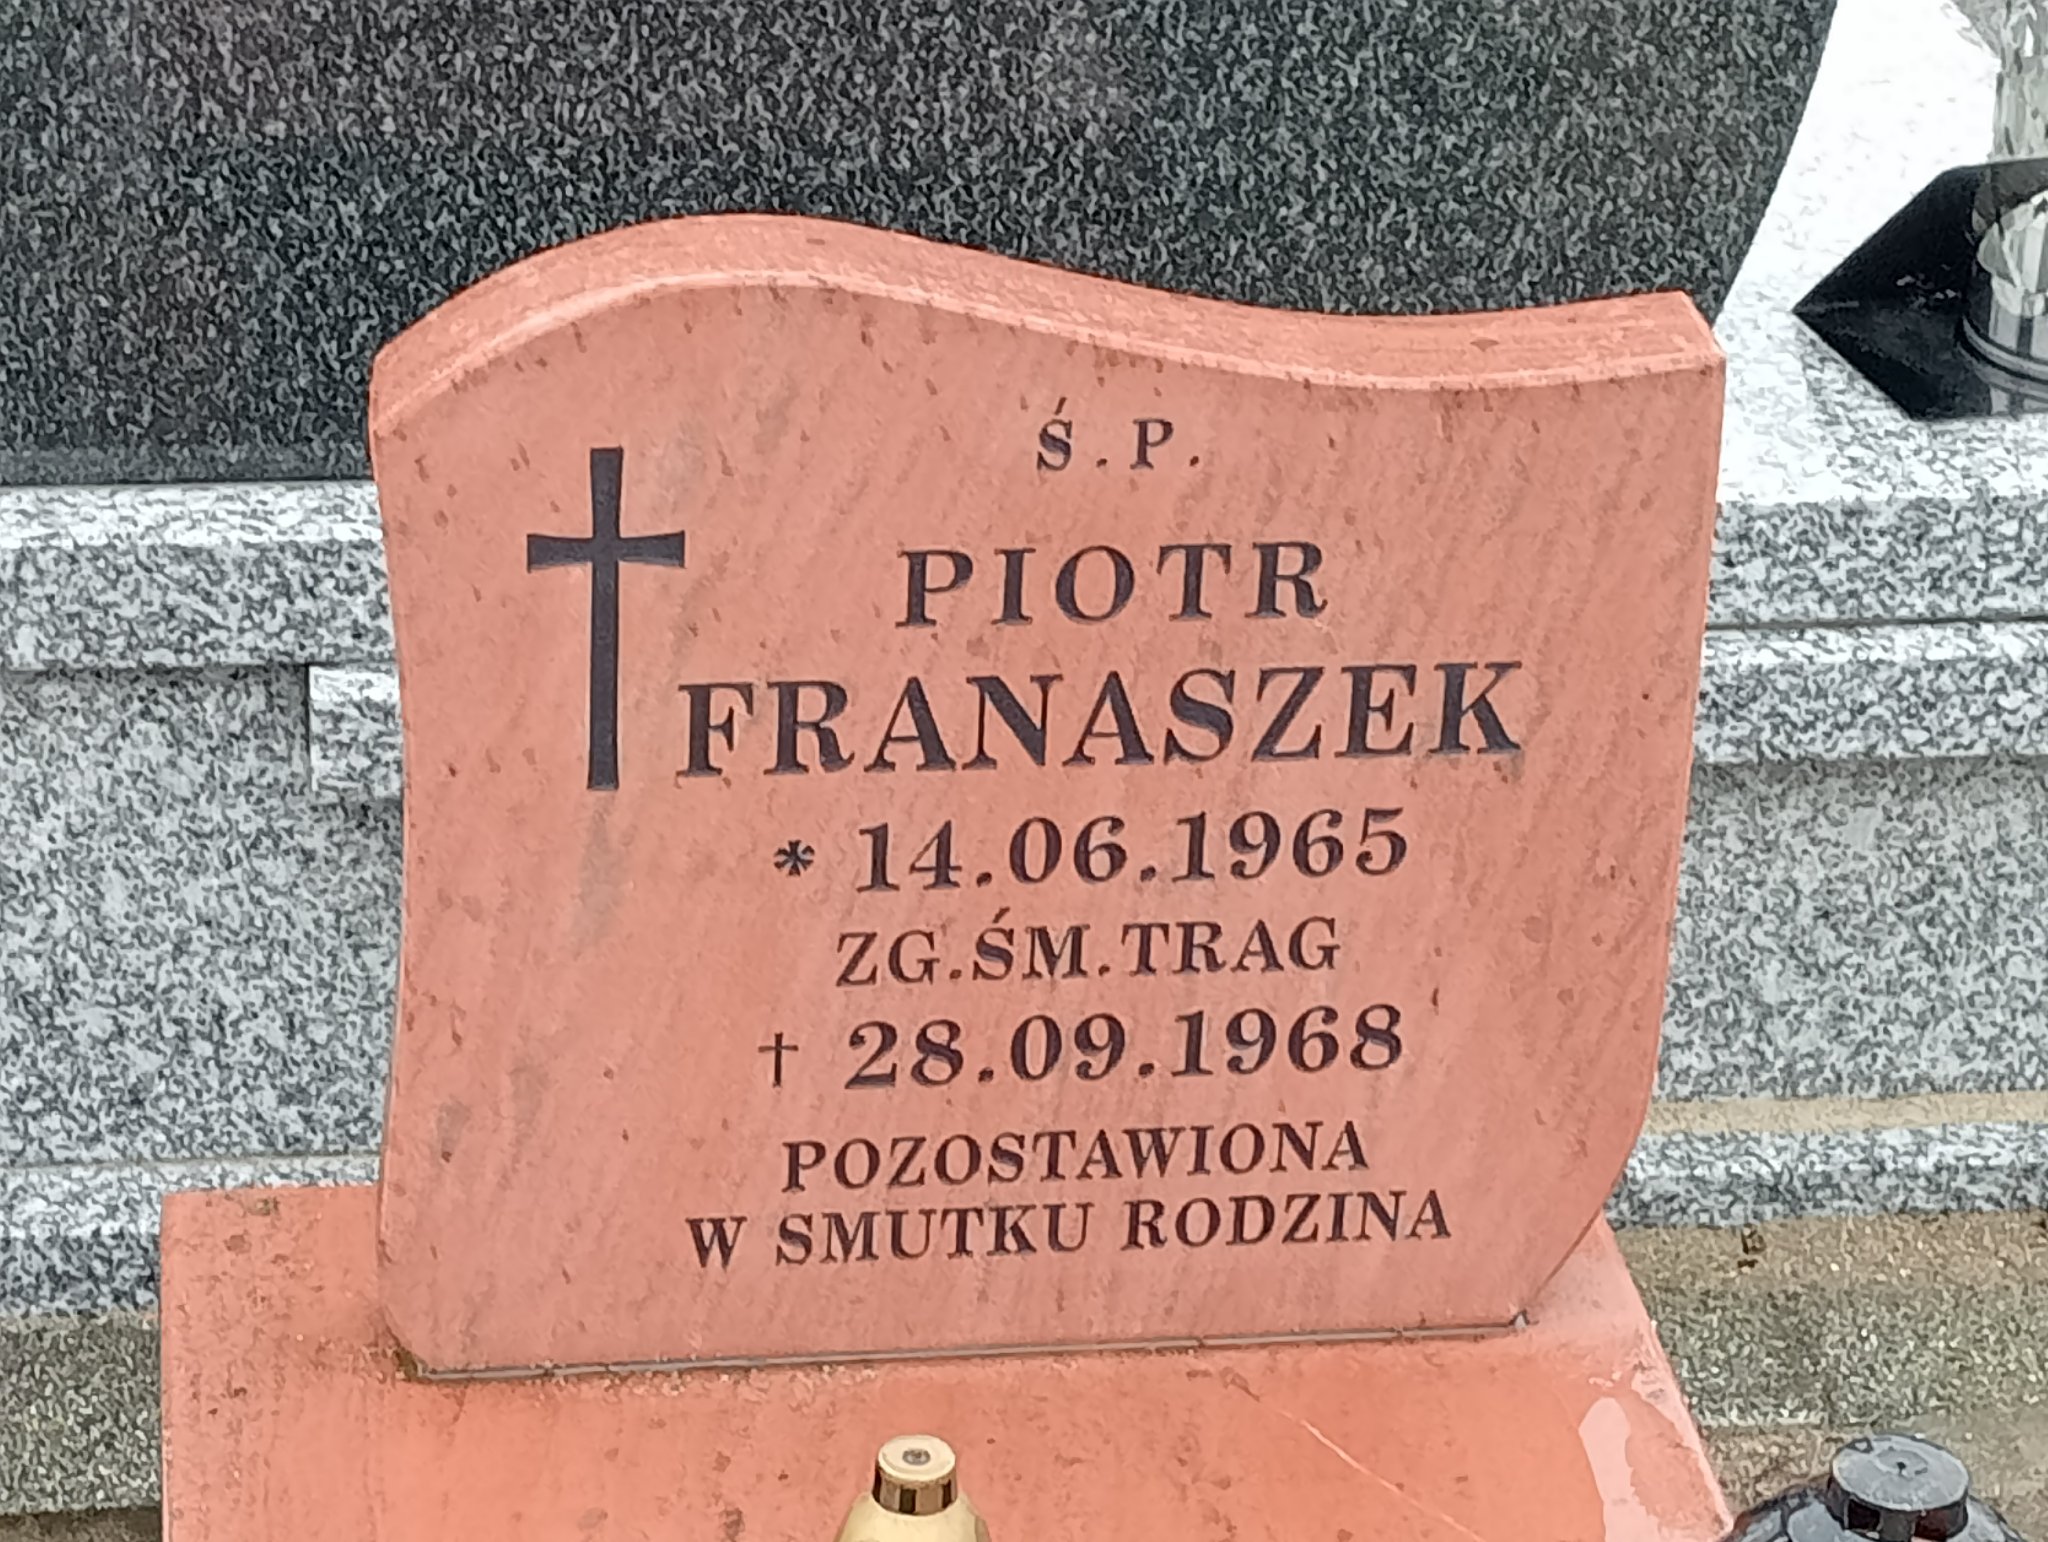 Ś.P.
PIOTR
FRANASZEK
* 14.06.1965
ZG.ŚM.TRAG
† 28.09.1968
POZOSTAWIONA
W SMUTKU RODZINA